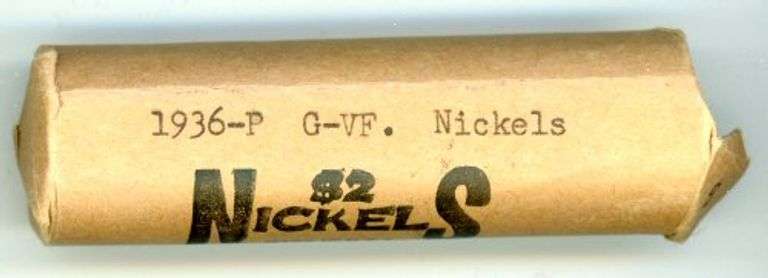 1936-P G-VF. Nickels
$2
NICKELS